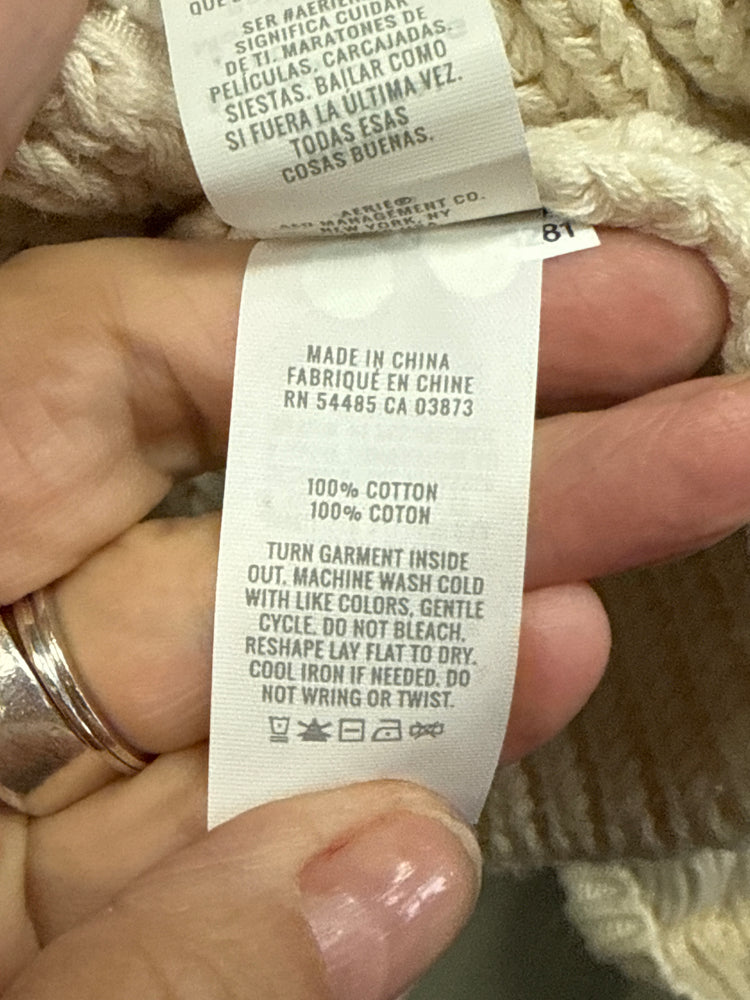 QUE
SER #AERIE
SIGNIFICA CUIDAR
DE TI. MARATONES DE
PELÍCULAS, CARCAJADAS.
SIESTAS. BAILAR COMO
SI FUERA LA ULTIMA VEZ.
TODAS ESAS
COSAS BUENAS.
AERIE®
MANAGEMENT CO.
NEW YORK, NY
81
MADE IN CHINA
FABRIQUÉ EN CHINE
RN 54485 CA 03873
100% COTTON
100% COTON
TURN GARMENT INSIDE
OUT. MACHINE WASH COLD
WITH LIKE COLORS, GENTLE
CYCLE. DO NOT BLEACH.
RESHAPE LAY FLAT TO DRY.
COOL IRON IF NEEDED. DO
NOT WRING OR TWIST.